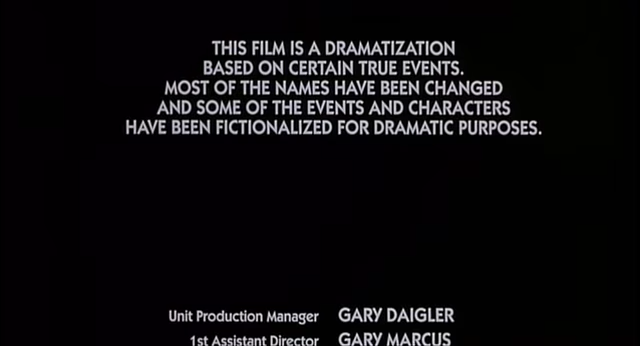 THIS FILM IS A DRAMATIZATION
BASED ON CERTAIN TRUE EVENTS.
MOST OF THE NAMES HAVE BEEN CHANGED
AND SOME OF THE EVENTS AND CHARACTERS
HAVE BEEN FICTIONALIZED FOR DRAMATIC PURPOSES.
Unit Production Manager GARY DAIGLER
1st Assistant Director GARY MARCUS